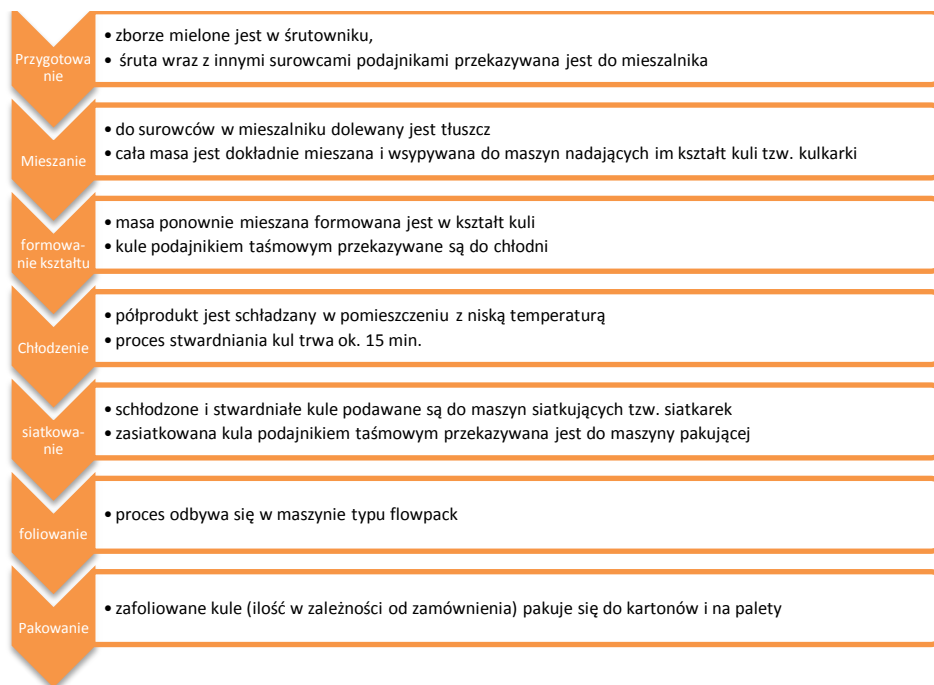 Przygotowa
nie
• zborze mielone jest w śrutowniku,
• śruta wraz z innymi surowcami podajnikami przekazywana jest do mieszalnika
Mieszanie
• do surowców w mieszalniku dolewany jest tłuszcz
• cała masa jest dokładnie mieszana i wsypywana do maszyn nadających im kształt kuli tzw. kulkarki
formowa-
nie kształtu
• masa ponownie mieszana formowana jest w kształt kuli
• kule podajnikiem taśmowym przekazywane są do chłodni
Chłodzenie
• półprodukt jest schładzany w pomieszczeniu z niską temperaturą
• proces stwardniania kul trwa ok. 15 min.
siatkowa-
nie
• schłodzone i stwardniałe kule podawane są do maszyn siatkujących tzw. siatkarek
• zasiatkowana kula podajnikiem taśmowym przekazywana jest do maszyny pakującej
foliowanie
• proces odbywa się w maszynie typu flowpack
Pakowanie
• zafoliowane kule (ilość w zależności od zamównienia) pakuje się do kartonów i na palety